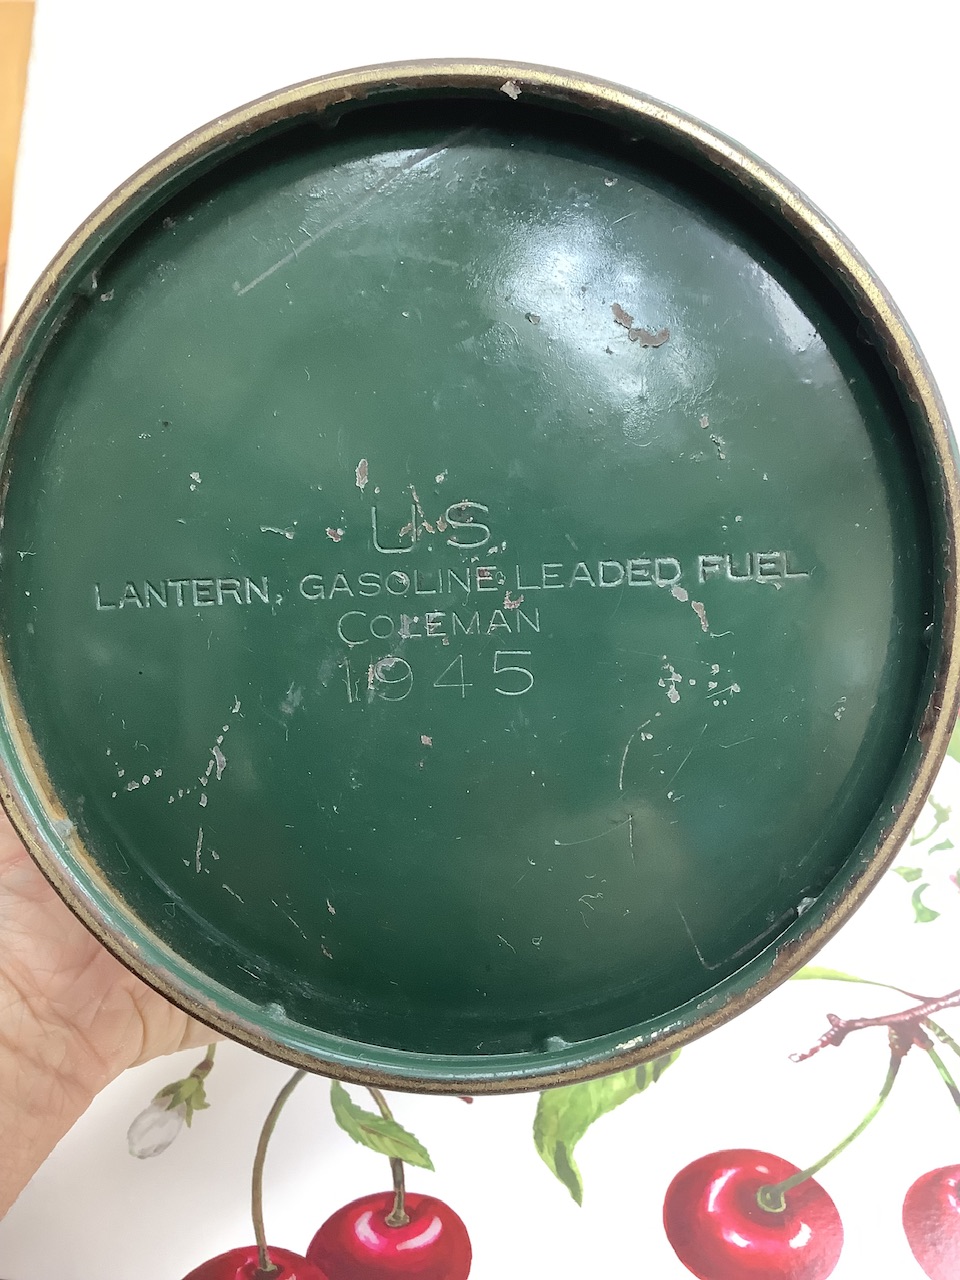 U.S
LANTERN, GASOLINE, LEADED FUEL
COLEMAN
1945